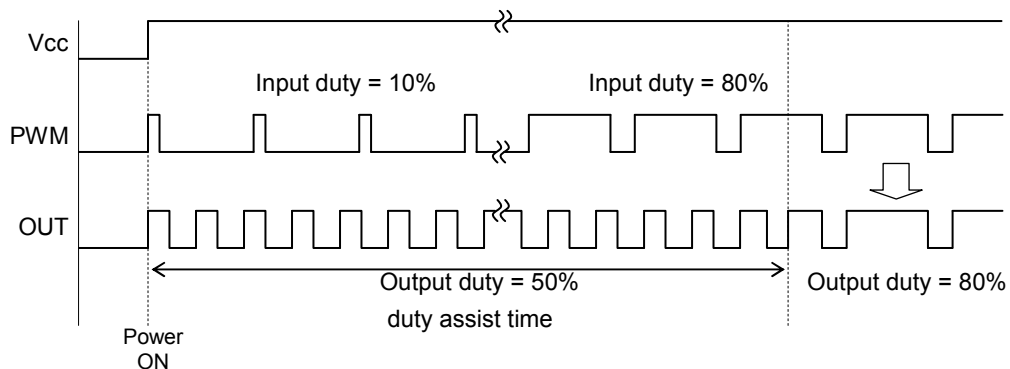 Vcc
Input duty = 10%
Input duty = 80%
PWM
OUT
Output duty = 50%
Output duty = 80%
duty assist time
Power
ON